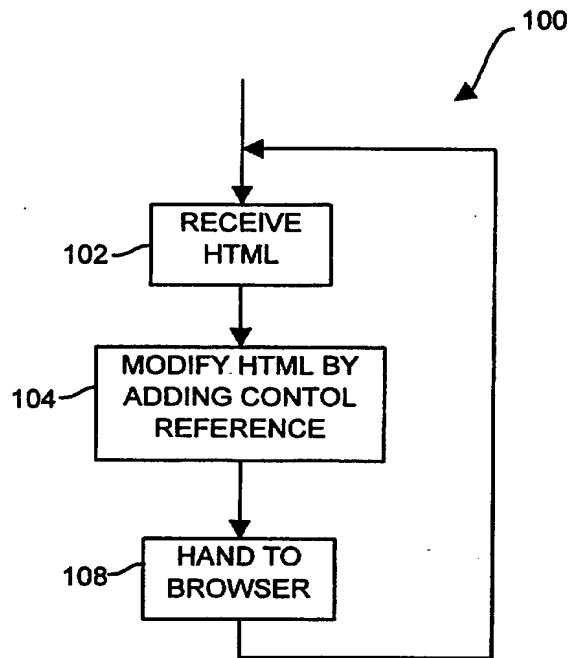 100
RECEIVE
HTML
102
MODIFY HTML BY
ADDING CONTOL
REFERENCE
104
HAND TO
BROWSER
108